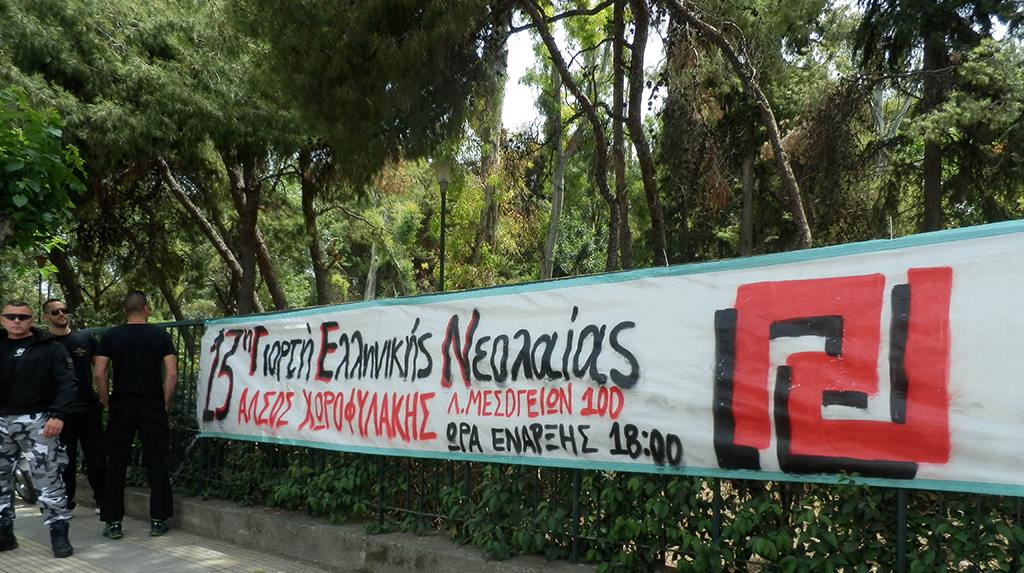 13η Γιορτή Ελληνικής Νεολαίας
ΑΛΣΟΣ ΧΩΡΟΦΥΛΑΚΗΣ Λ. ΜΕΣΟΓΕΙΩΝ 100
ΩΡΑ ΕΝΑΡΞΗΣ 18:00